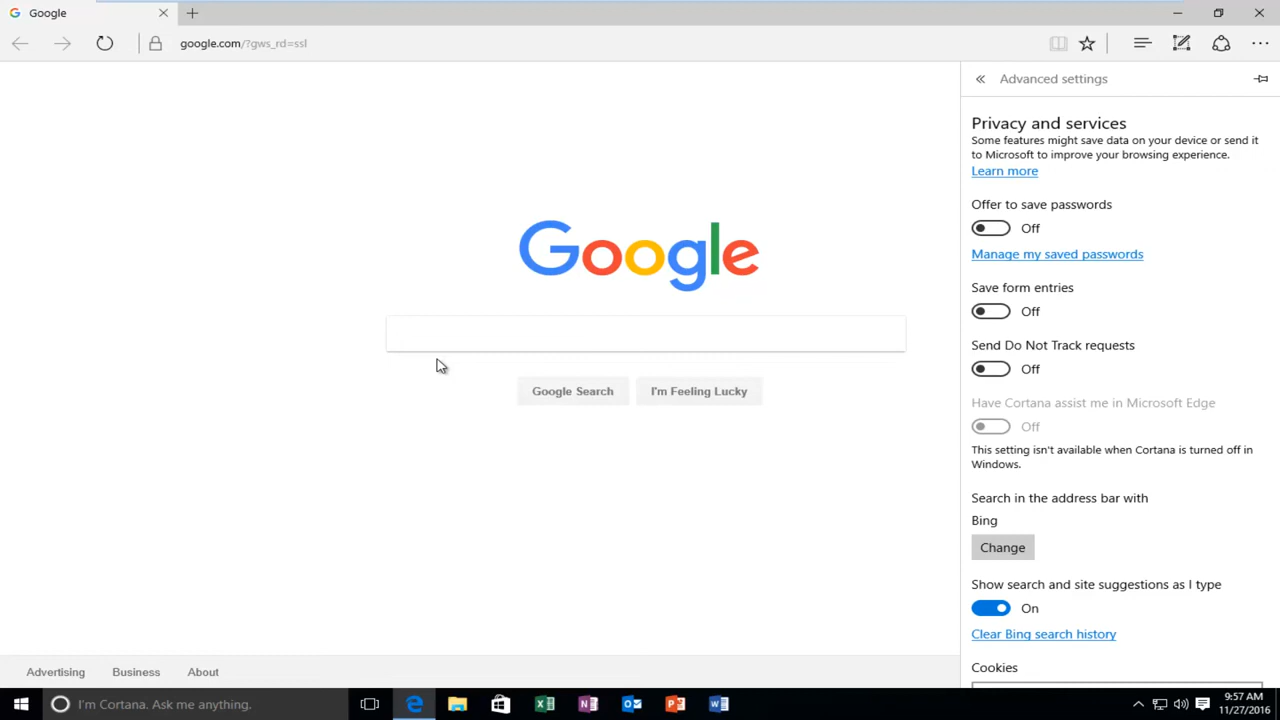 Google
google.com/?gws_rd=ssl
Advanced settings
Privacy and services
Some features might save data on your device or send it
to Microsoft to improve your browsing experience.
Learn more
Offer to save passwords
Off
Manage my saved passwords
Save form entries
Off
Send Do Not Track requests
Off
Have Cortana assist me in Microsoft Edge
Off
This setting isn't available when Cortana is turned off in
Windows.
Search in the address bar with
Bing
Change
Show search and site suggestions as I type
On
Clear Bing search history
Cookies
Google
Google Search
I'm Feeling Lucky
Advertising
Business
About
I'm Cortana. Ask me anything.
9:57 AM
11/27/2016